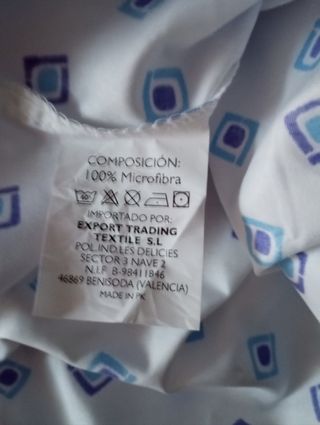 COMPOSICIÓN:
100% Microfibra
IMPORTADO POR:
EXPORT TRADING
TEXTILE S.L
POL.IND.LES DELICIES
SECTOR 3 NAVE 2
N.I.F B-98411846
46869 BENISODA (VALENCIA)
MADE IN PK